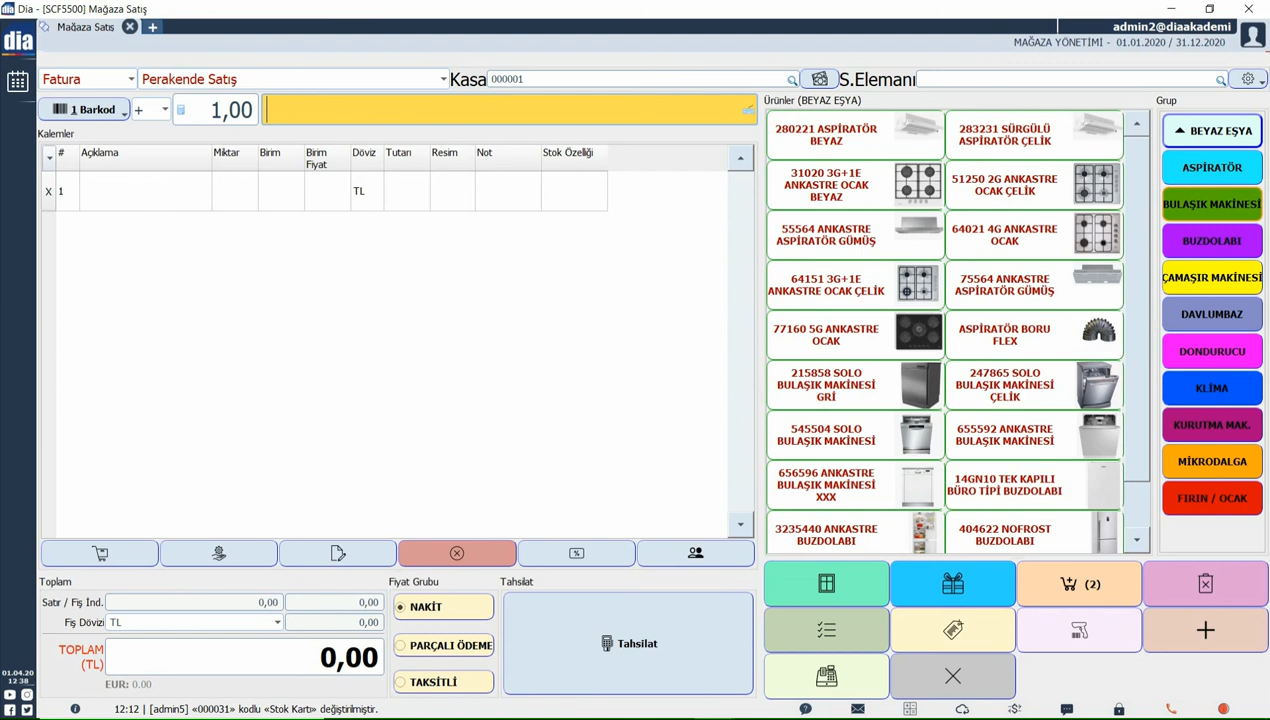 Dia - [SCF5500] Mağaza Satış
dia
Mağaza Satış
admin2@diaakademi
MAĞAZA YÖNETİMİ - 01.01.2020 / 31.12.2020
Fatura
Perakende Satış
Kasa
000001
S.Elemanı
1 Barkod
+
1,00
Kalemler
#
Açıklama
Miktar
Birim
Birim
Fiyat
Döviz
Tutarı
Resim
Not
Stok Özelliği
X
1
TL
Ürünler (BEYAZ EŞYA)
280221 ASPİRATÖR
BEYAZ
283231 SÜRGÜLÜ
ASPİRATÖR ÇELİK
31020 3G+1E
ANKASTRE OCAK
BEYAZ
51250 2G ANKASTRE
OCAK ÇELİK
55564 ANKASTRE
ASPİRATÖR GÜMÜŞ
64021 4G ANKASTRE
OCAK
64151 3G+1E
ANKASTRE OCAK ÇELİK
75564 ANKASTRE
ASPİRATÖR GÜMÜŞ
77160 5G ANKASTRE
OCAK
ASPİRATÖR BORU
FLEX
215858 SOLO
BULAŞIK MAKİNESİ
GRİ
247865 SOLO
BULAŞIK MAKİNESİ
ÇELİK
545504 SOLO
BULAŞIK MAKİNESİ
655592 ANKASTRE
BULAŞIK MAKİNESİ
656596 ANKASTRE
BULAŞIK MAKİNESİ
XXX
14GN10 TEK KAPILI
BÜRO TİPİ BUZDOLABI
3235440 ANKASTRE
BUZDOLABI
404622 NOFROST
BUZDOLABI
Grup
BEYAZ EŞYA
ASPİRATÖR
BULAŞIK MAKİNESİ
BUZDOLABI
ÇAMAŞIR MAKİNESİ
DAVLUMBAZ
DONDURUCU
KLİMA
KURUTMA MAK.
MİKRODALGA
FIRIN / OCAK
(2)
Toplam
Satır / Fiş İnd.
0,00
0,00
Fiş Dövizi
TL
0,00
TOPLAM
(TL)
0,00
EUR: 0.00
Fiyat Grubu
NAKİT
PARÇALI ÖDEME
TAKSİTLİ
Tahsilat
Tahsilat
01.04.20
12:38
12:12 | [admin5] «000031» kodlu «Stok Kartı» değiştirilmiştir.